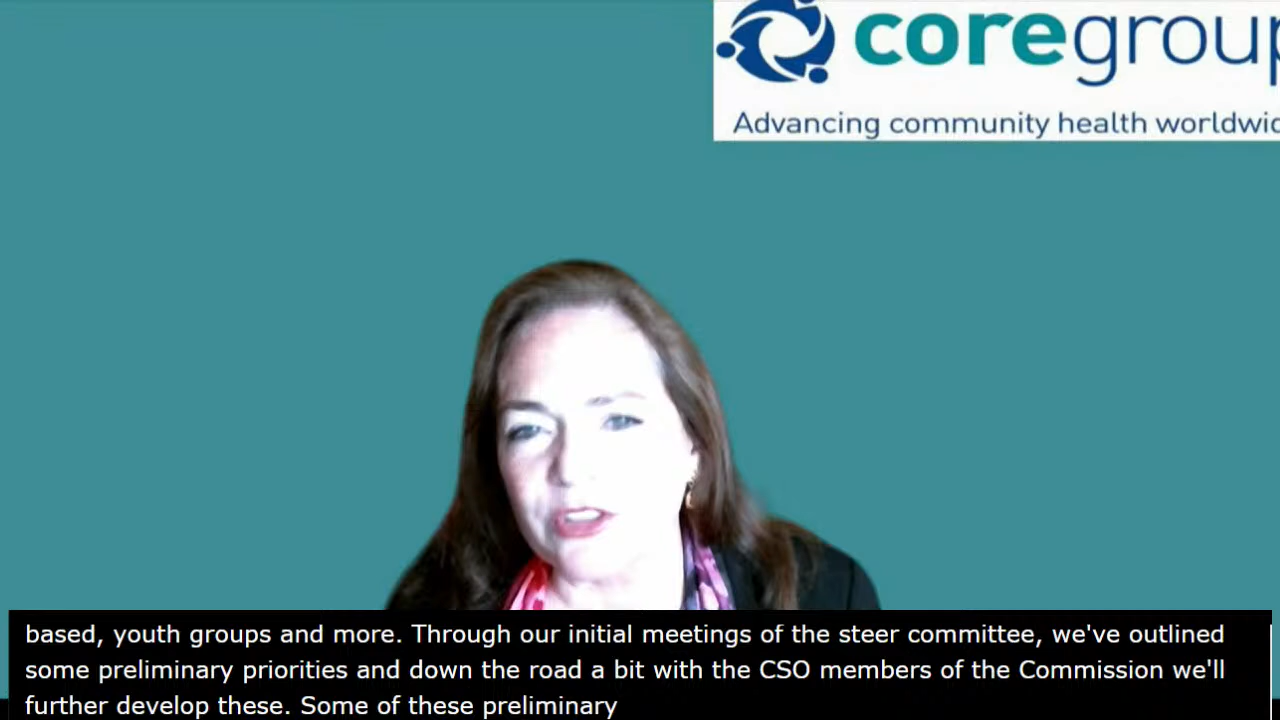 coregroup
Advancing community health worldwid
based, youth groups and more. Through our initial meetings of the steer committee, we've outlined
some preliminary priorities and down the road a bit with the CSO members of the Commission we'll
further develop these. Some of these preliminary